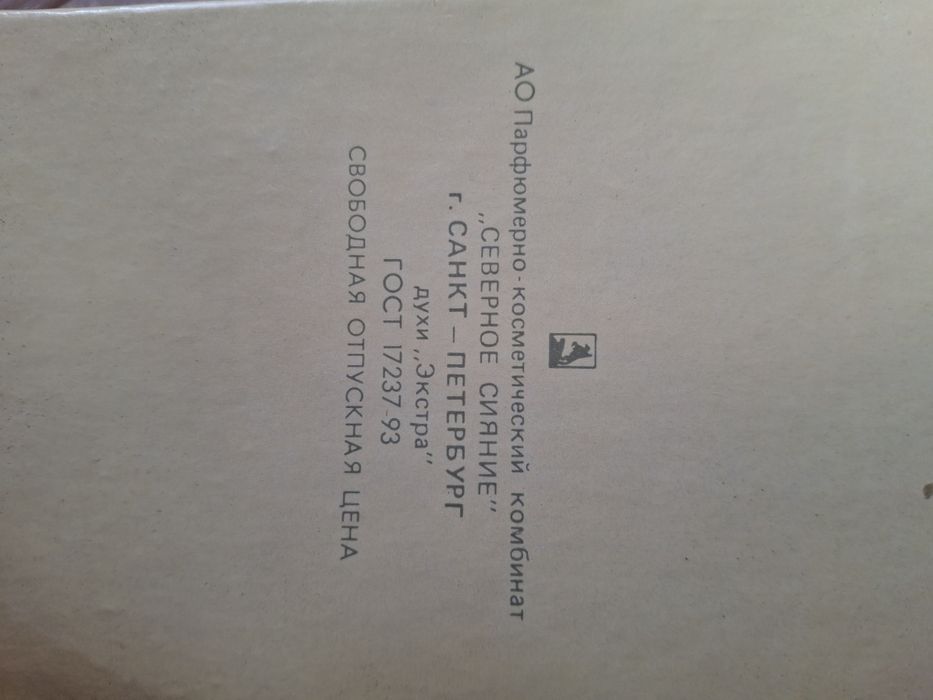 АО Парфюмерно-косметический комбинат
„СЕВЕРНОЕ СИЯНИЕ"
г. САНКТ – ПЕТЕРБУРГ
духи „Экстра"
ГОСТ 17237-93
СВОБОДНАЯ ОТПУСКНАЯ ЦЕНА